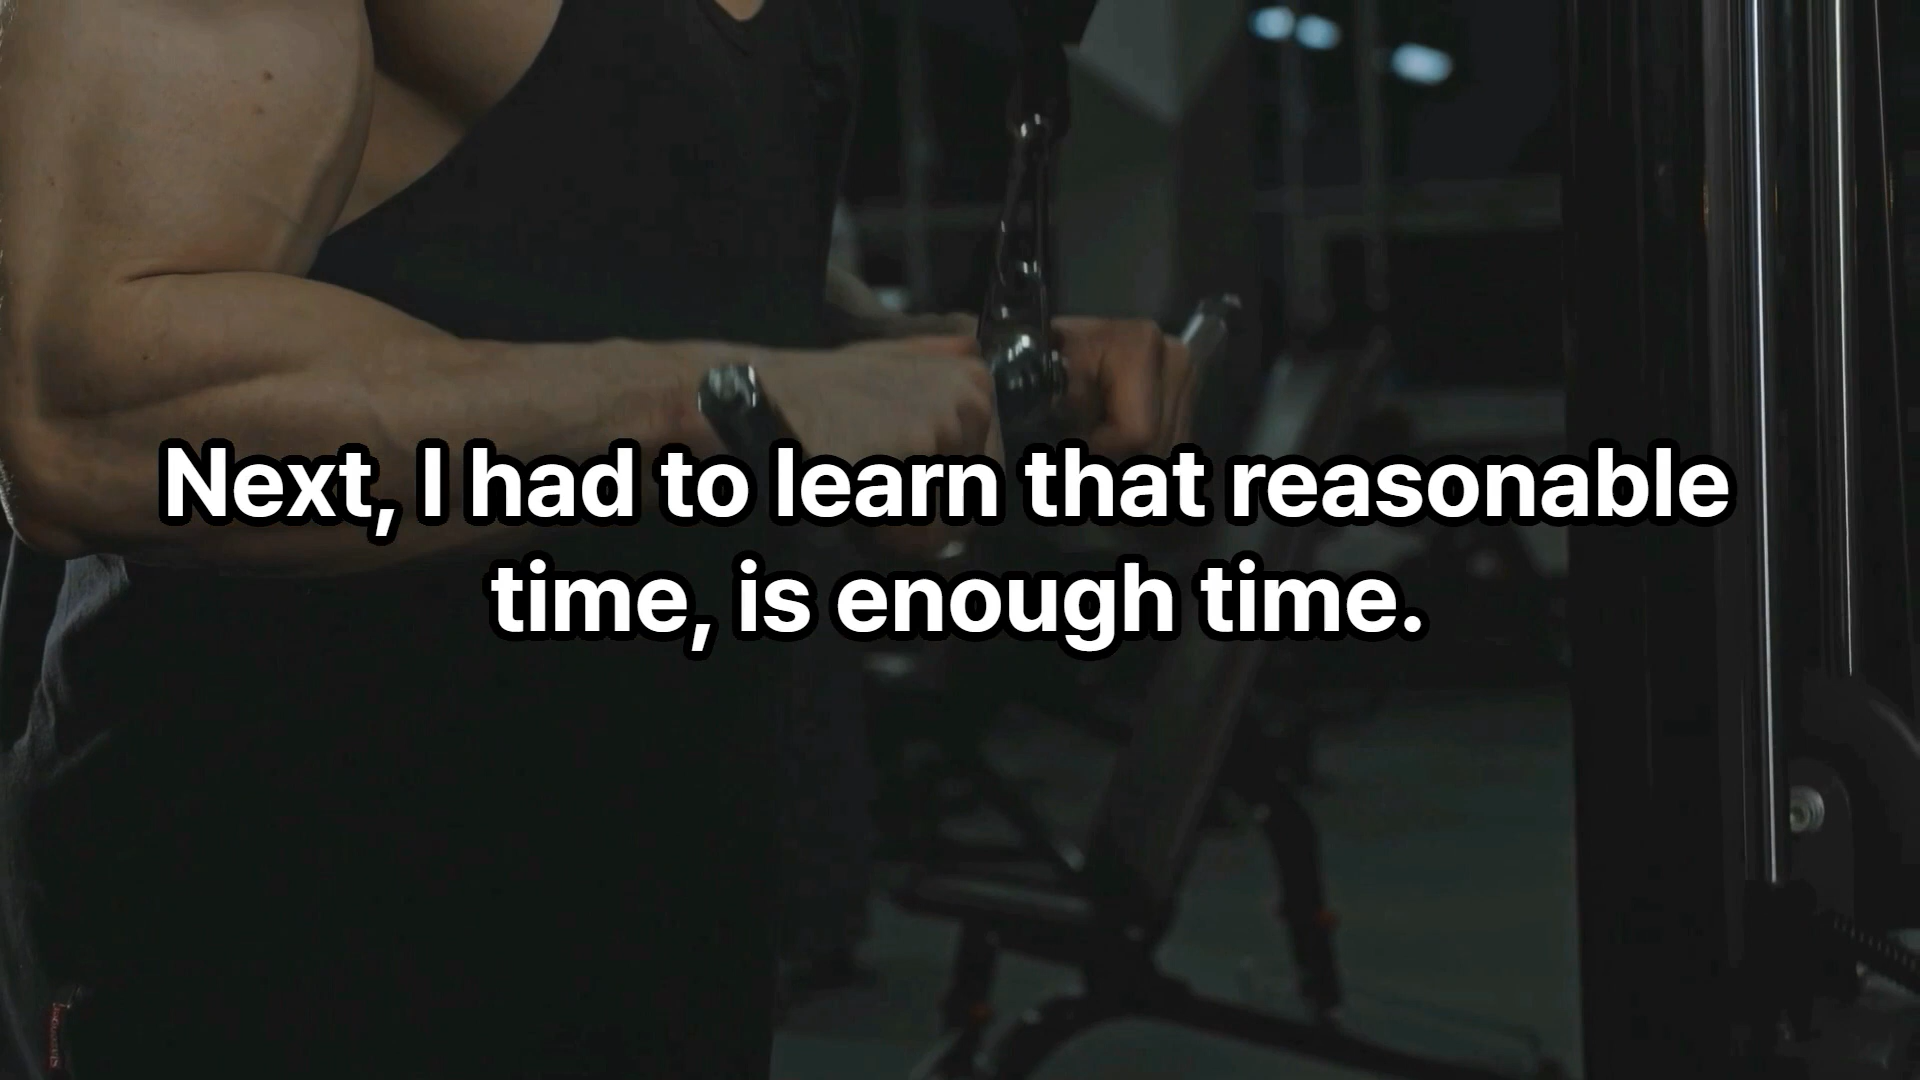 Next, I had to learn that reasonable
time, is enough time.